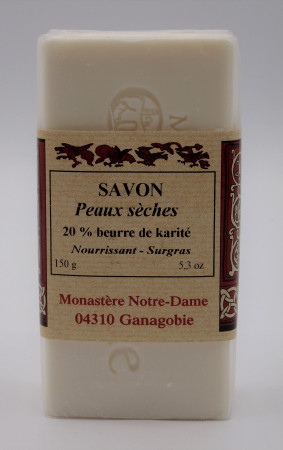 SAVON
Peaux sèches
20 % beurre de karité
Nourrissant - Surgras
150 g 5,3 oz
Monastère Notre-Dame
04310 Ganagobie